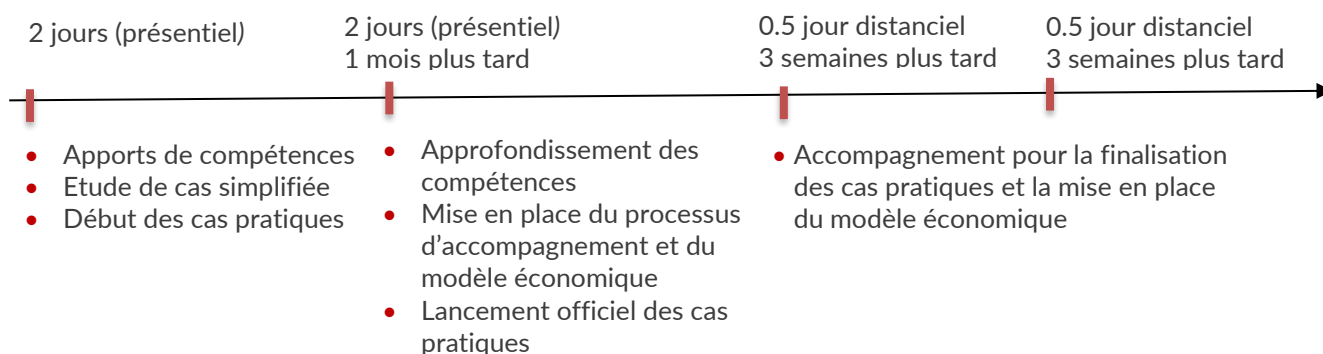 2 jours (présentiel)
2 jours (présentiel)
1 mois plus tard
0.5 jour distanciel
3 semaines plus tard
0.5 jour distanciel
3 semaines plus tard
• Apports de compétences
• Etude de cas simplifiée
• Début des cas pratiques
• Approfondissement des
compétences
• Mise en place du processus
d’accompagnement et du
modèle économique
• Lancement officiel des cas
pratiques
• Accompagnement pour la finalisation
des cas pratiques et la mise en place
du modèle économique